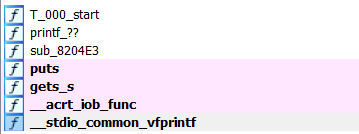 T_000_start
printf_??
sub_8204E3
puts
gets_s
__acrt_iob_func
__stdio_common_vfprintf